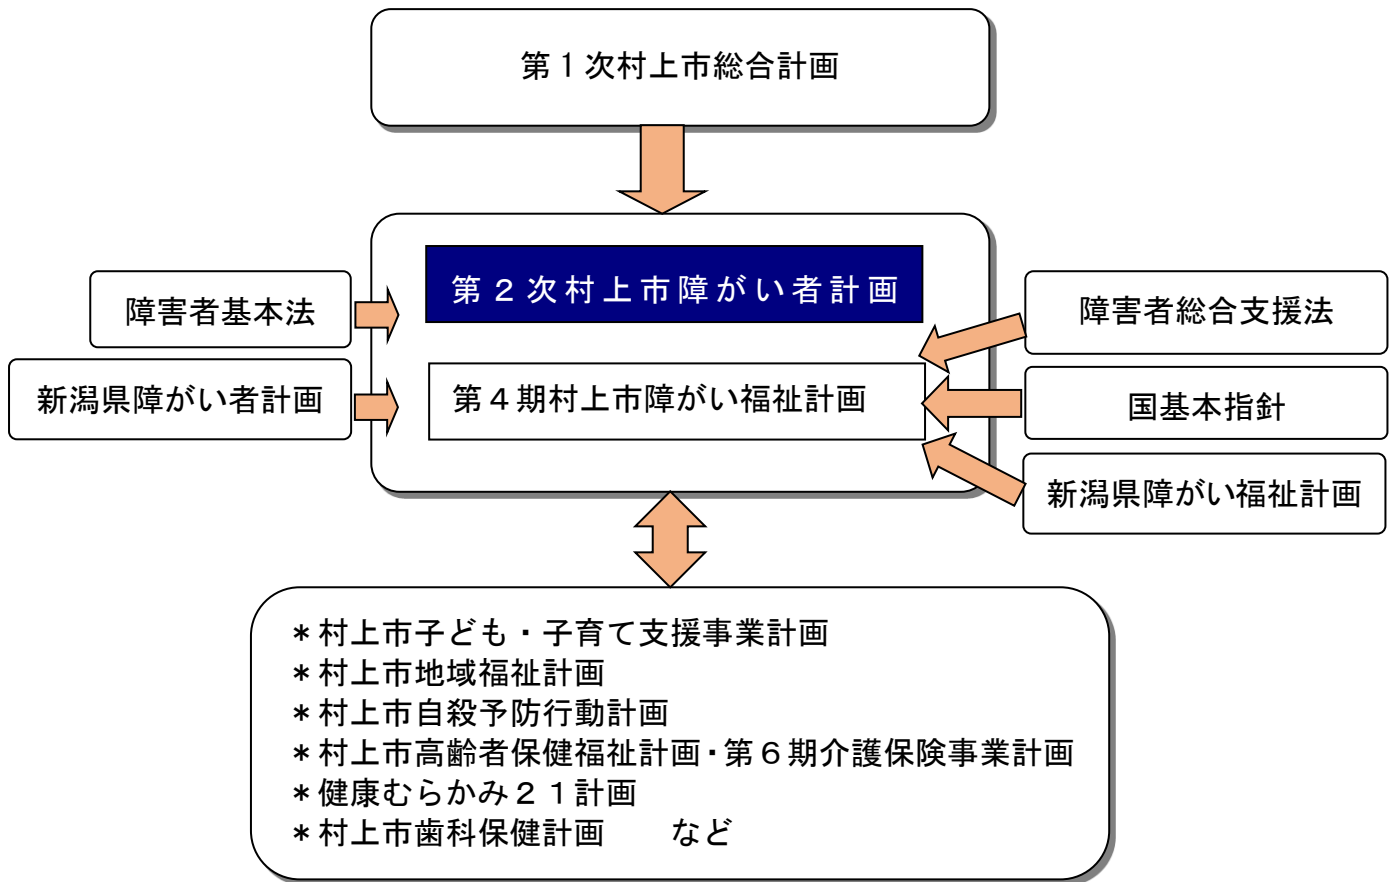 第１次村上市総合計画
第２次村上市障がい者計画
障害者基本法
障害者総合支援法
新潟県障がい者計画
第４期村上市障がい福祉計画
国基本指針
新潟県障がい福祉計画
＊村上市子ども・子育て支援事業計画
＊村上市地域福祉計画
＊村上市自殺予防行動計画
＊村上市高齢者保健福祉計画・第６期介護保険事業計画
＊健康むらかみ２１計画
＊村上市歯科保健計画　　など